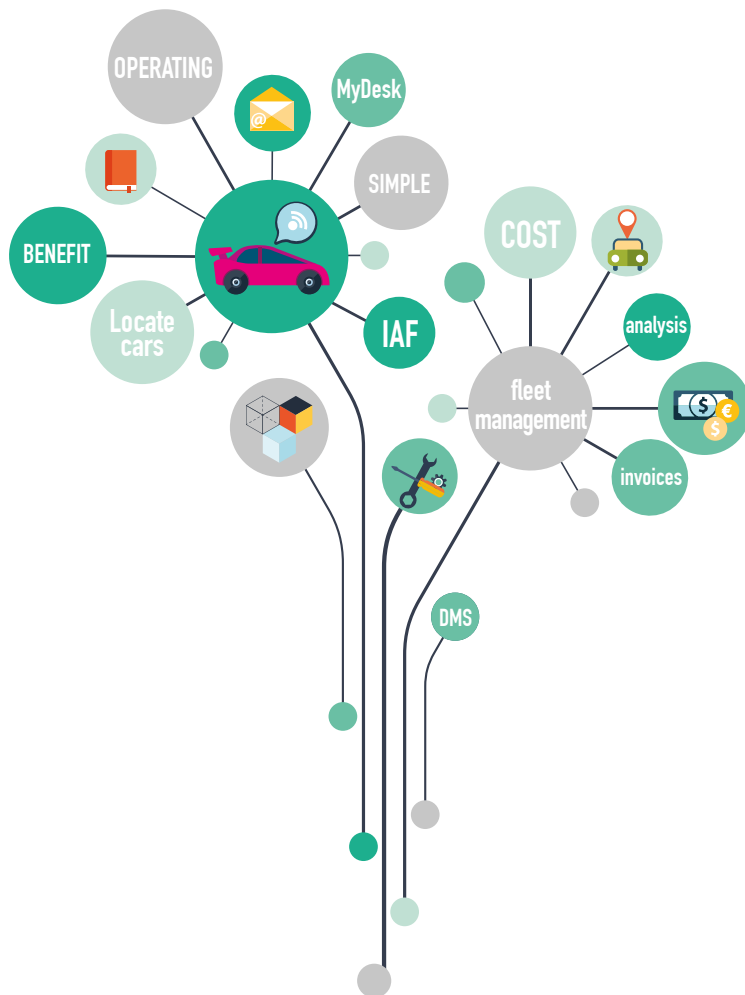 OPERATING
MyDesk
@
SIMPLE
BENEFIT
COST
Locate
cars
IAF
analysis
fleet
management
$
€
$
invoices
DMS